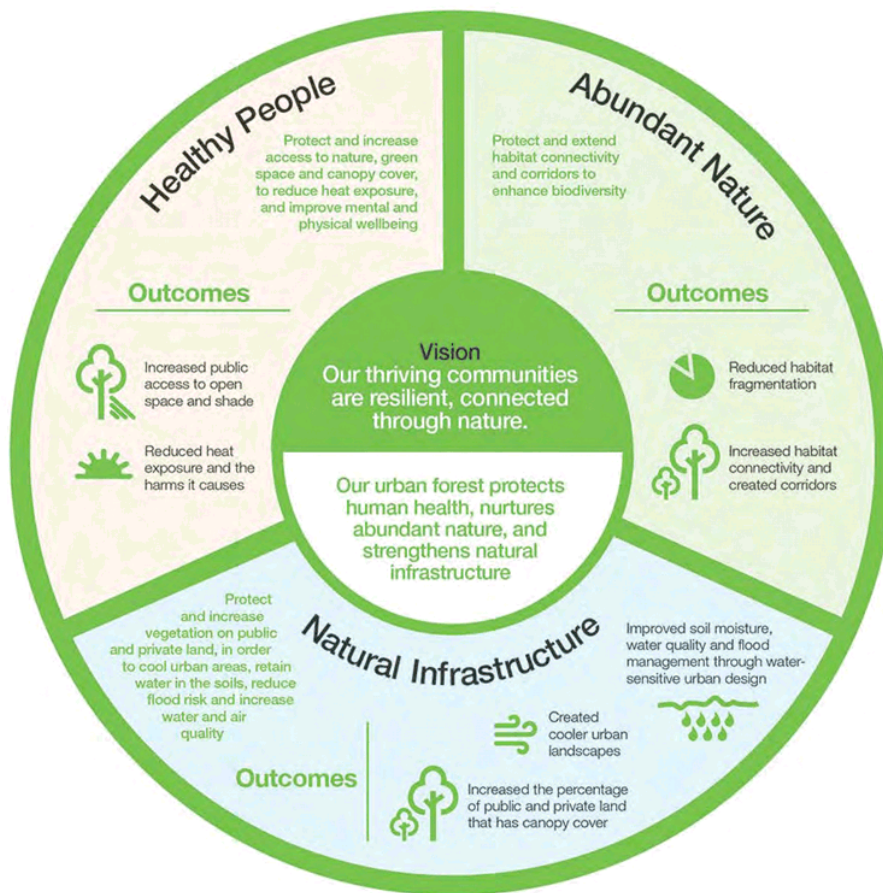 Healthy People
Protect and increase
access to nature, green
space and canopy cover,
to reduce heat exposure,
and improve mental and
physical wellbeing
Outcomes
Increased public
access to open
space and shade
Reduced heat
exposure and the
harms it causes
Abundant Nature
Protect and extend
habitat connectivity
and corridors to
enhance biodiversity
Outcomes
Reduced habitat
fragmentation
Increased habitat
connectivity and
created corridors
Vision
Our thriving communities
are resilient, connected
through nature.
Our urban forest protects
human health, nurtures
abundant nature, and
strengthens natural
infrastructure
Natural Infrastructure
Protect
and increase
vegetation on public
and private land, in order
to cool urban areas, retain
water in the soils, reduce
flood risk and increase
water and air
quality
Outcomes
Improved soil moisture,
water quality and flood
management through water-
sensitive urban design
Created
cooler urban
landscapes
Increased the percentage
of public and private land
that has canopy cover